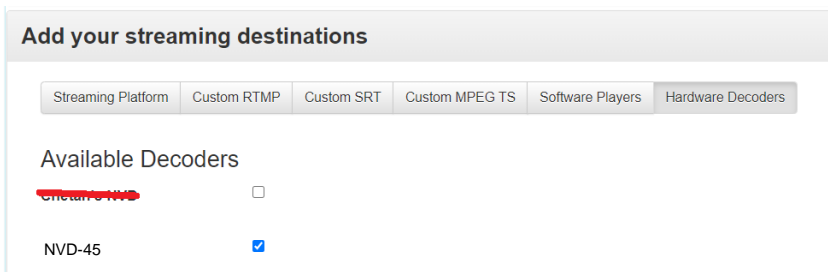 Add your streaming destinations
Streaming Platform Custom RTMP Custom SRT Custom MPEG TS Software Players Hardware Decoders
Available Decoders
NVD-45